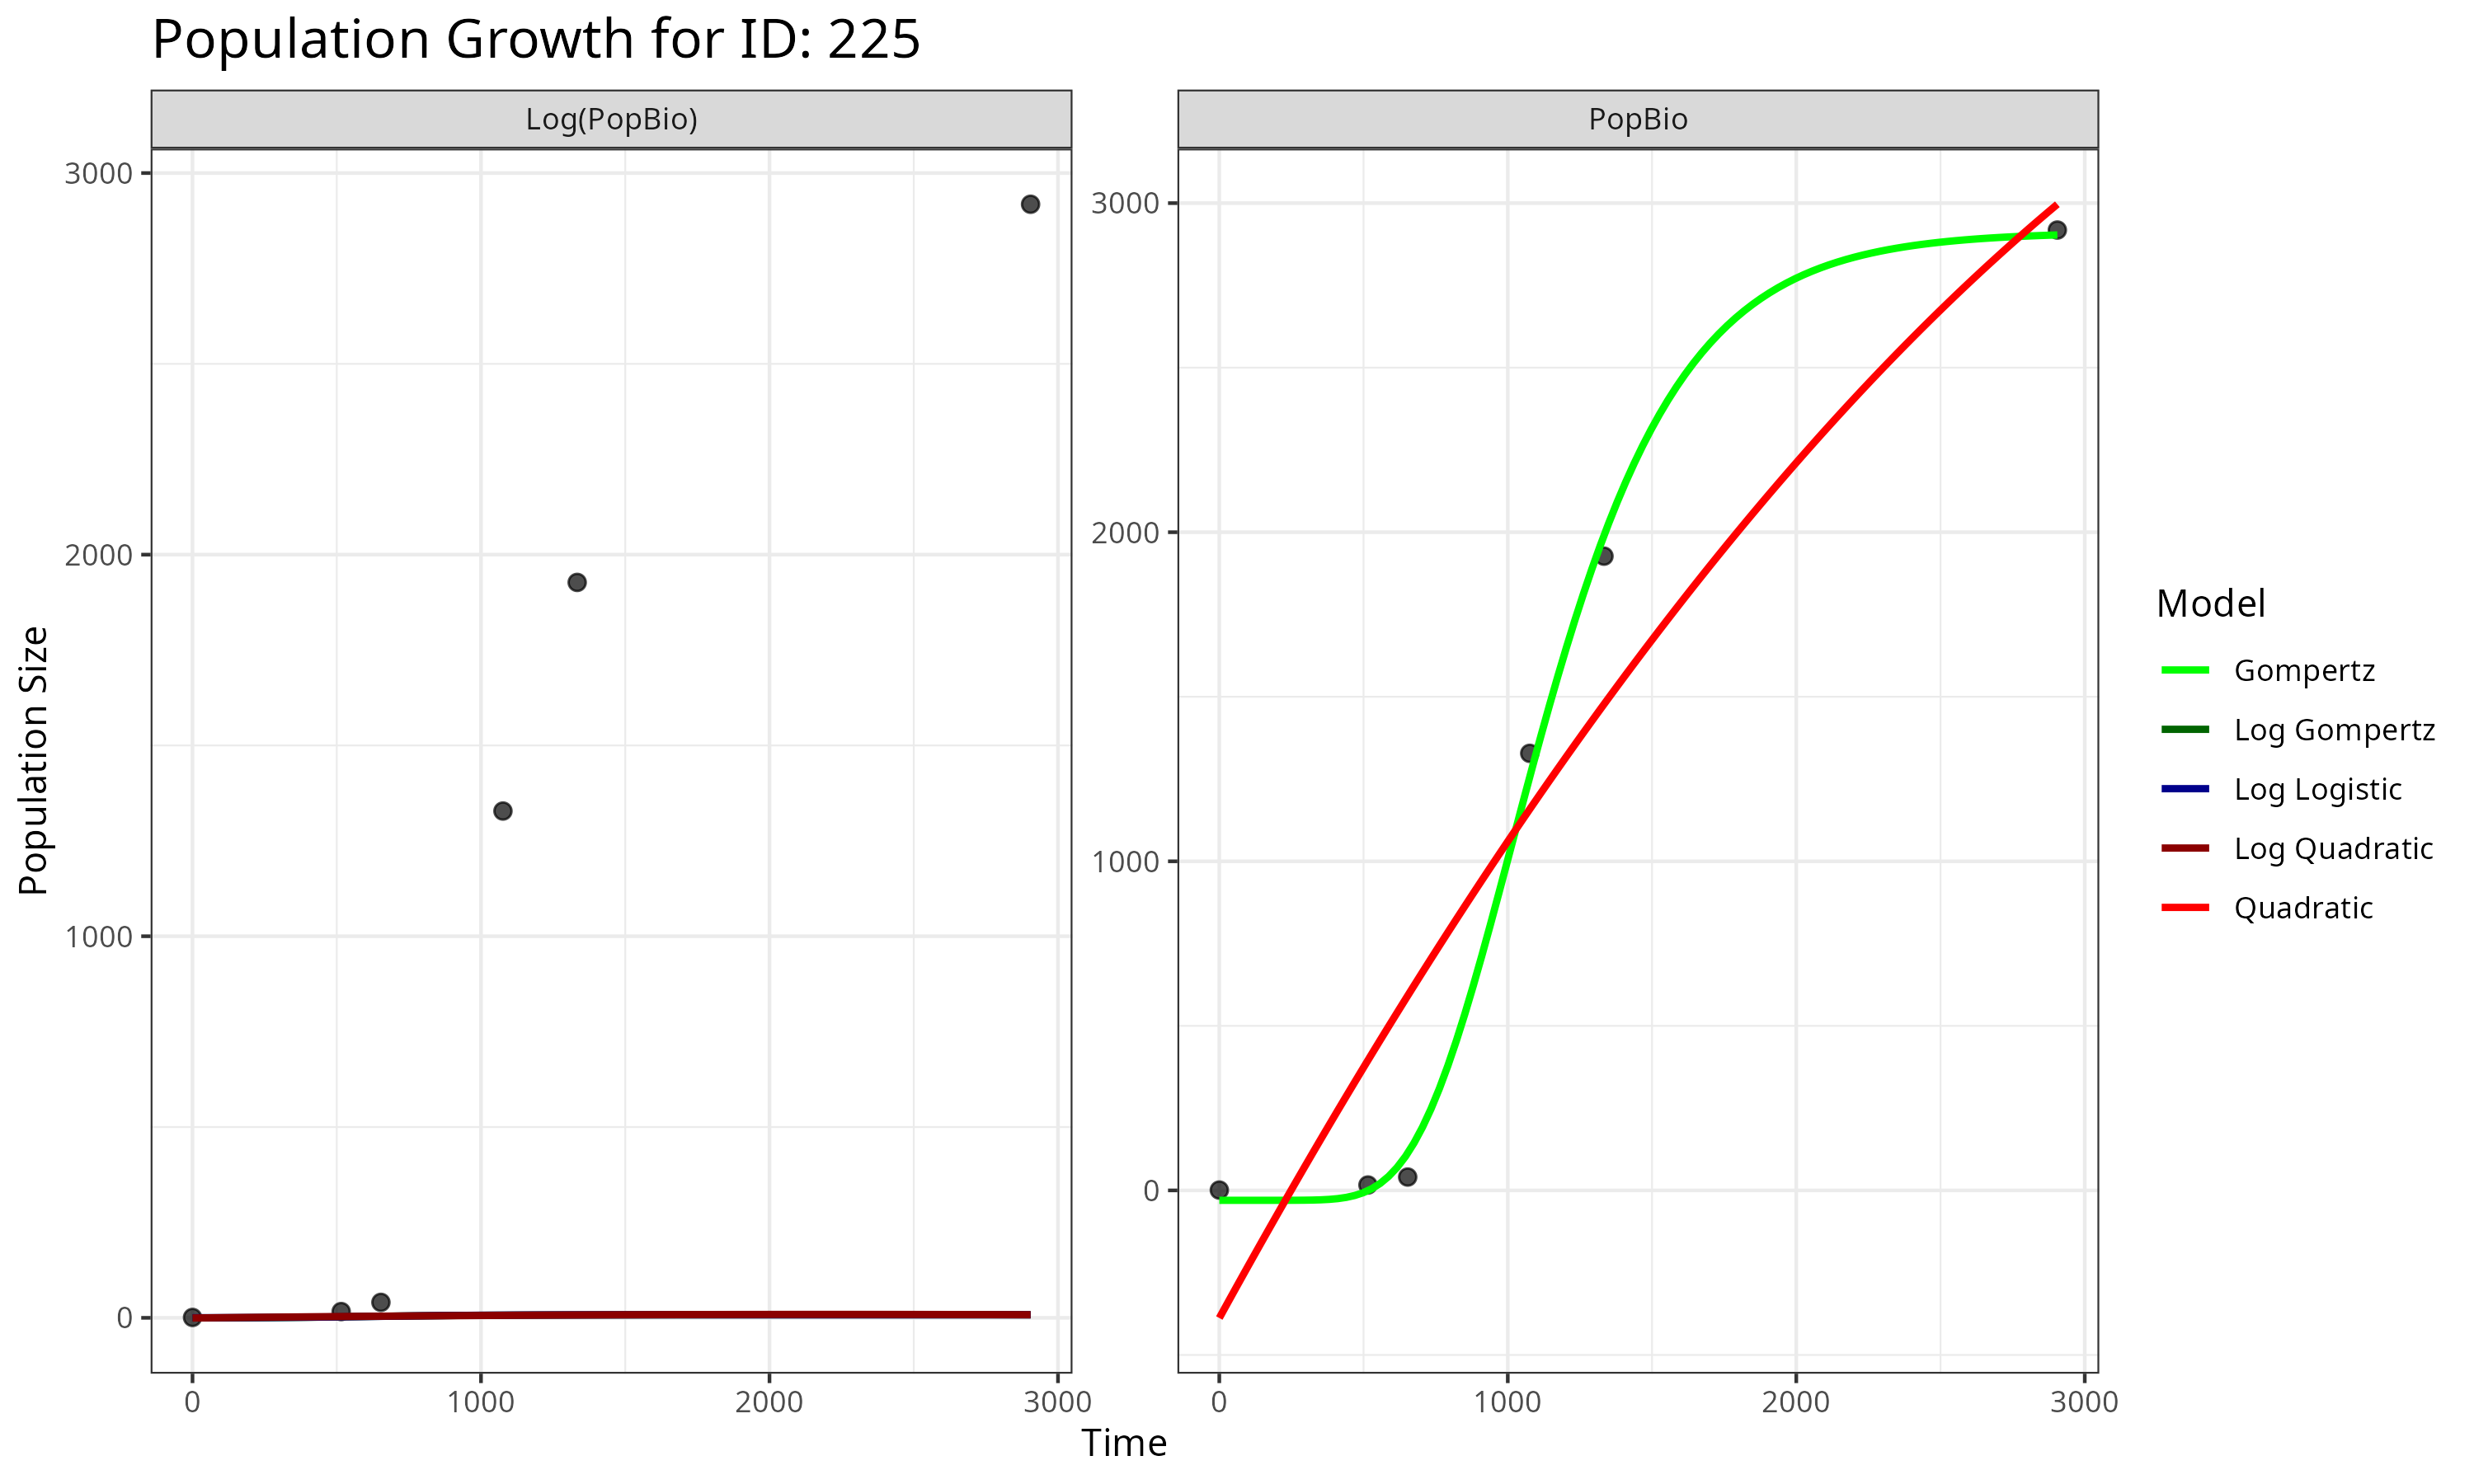 Population Growth for ID: 225
Log(PopBio)
PopBio
Population Size
3000
2000
1000
0
3000
2000
1000
0
0 1000 2000 3000
0 1000 2000 3000
Time
Model
Gompertz
Log Gompertz
Log Logistic
Log Quadratic
Quadratic